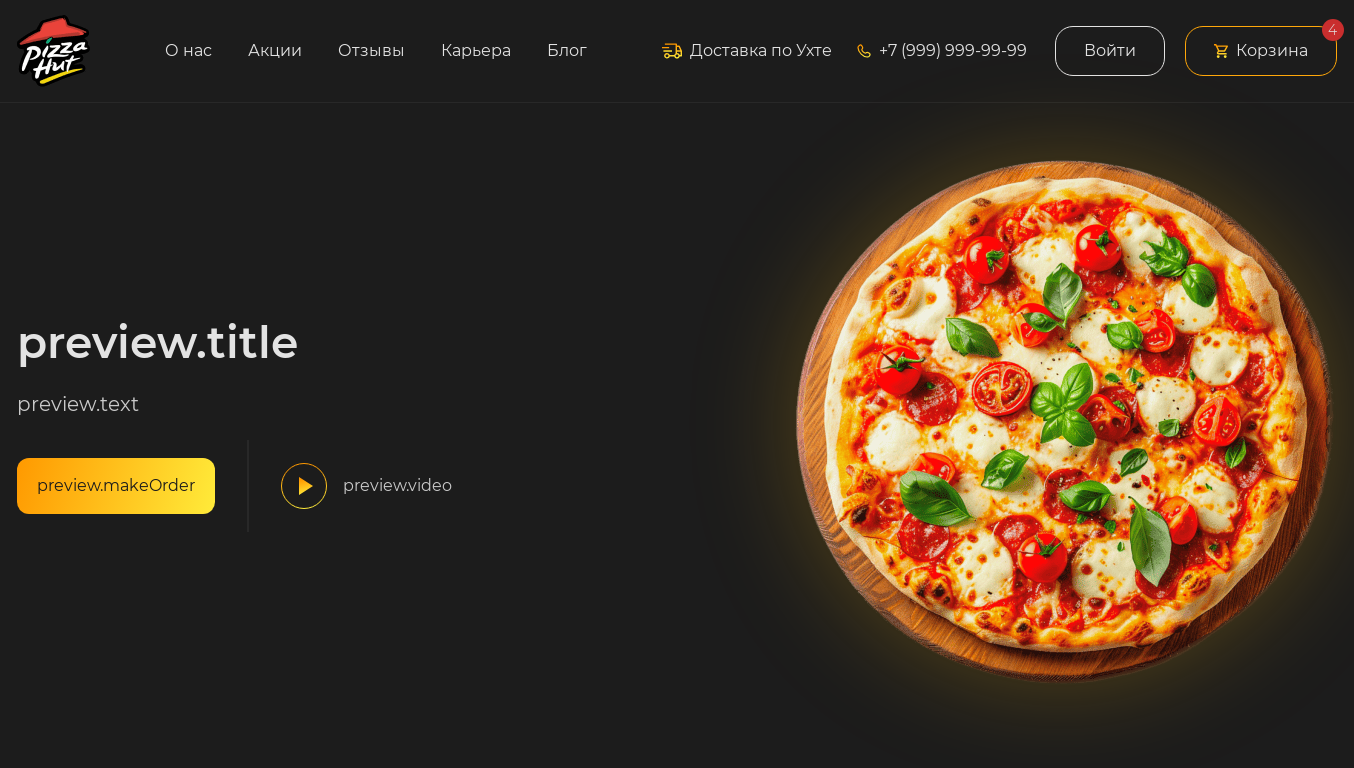 Pizza
Hut
О нас Акции Отзывы Карьера Блог Доставка по Ухте +7 (999) 999-99-99 Войти Корзина 4
preview.title
preview.text
preview.makeOrder preview.video